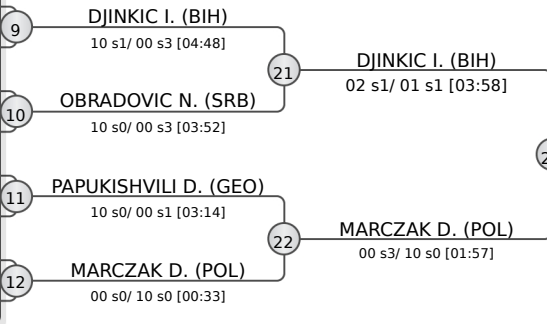 9
DJINKIC I. (BIH)
10 s1/ 00 s3 [04:48]
21
DJINKIC I. (BIH)
02 s1/ 01 s1 [03:58]
10
OBRADOVIC N. (SRB)
10 s0/ 00 s3 [03:52]
11
PAPUKISHVILI D. (GEO)
10 s0/ 00 s1 [03:14]
22
MARCZAK D. (POL)
00 s3/ 10 s0 [01:57]
12
MARCZAK D. (POL)
00 s0/ 10 s0 [00:33]